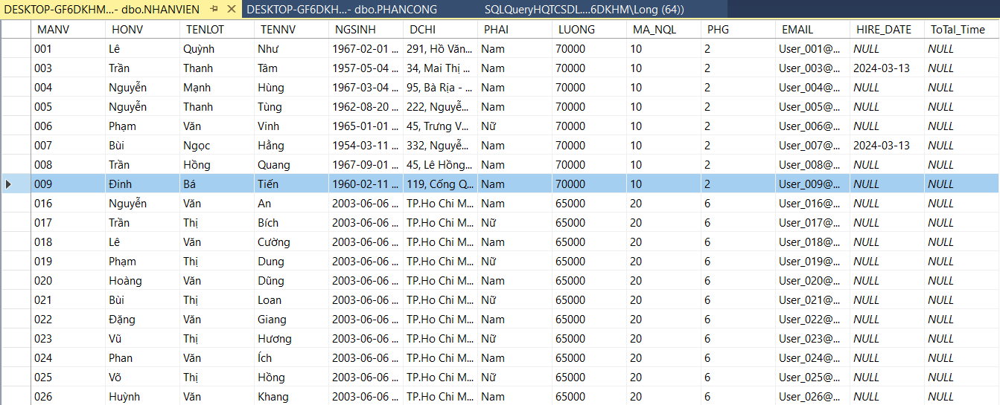 DESKTOP-GF6DKHM...- dbo.NHANVIEN DESKTOP-GF6DKH...- dbo.PHANCONG SQLQueryHQTCSDL....6DKHM\Long (64))
MANV HONV TENLOT TENNV NGSINH DCHI PHAI LUONG MA_NQL PHG EMAIL HIRE_DATE ToTal_Time
001 Lê Quỳnh Như 1967-02-01 ... 291, Hồ Văn... Nam 70000 10 2 User_001@... NULL NULL
003 Trần Thanh Tâm 1957-05-04 ... 34, Mai Thị ... Nam 70000 10 2 User_003@... 2024-03-13 NULL
004 Nguyễn Mạnh Hùng 1967-03-04 ... 95, Bà Rịa - ... Nam 70000 10 2 User_004@... NULL NULL
005 Nguyễn Thanh Tùng 1962-08-20 ... 222, Nguyễ... Nam 70000 10 2 User_005@... NULL NULL
006 Phạm Văn Vinh 1965-01-01 ... 45, Trưng V... Nữ 70000 10 2 User_006@... NULL NULL
007 Bùi Ngọc Hằng 1954-03-11 ... 332, Nguyễ... Nam 70000 10 2 User_007@... 2024-03-13 NULL
008 Trần Hồng Quang 1967-09-01 ... 45, Lê Hồng... Nam 70000 10 2 User_008@... NULL NULL
009 Đinh Bá Tiến 1960-02-11 ... 119, Cống Q... Nam 70000 10 2 User_009@... NULL NULL
016 Nguyễn Văn An 2003-06-06 ... TP.Ho Chi M... Nam 65000 20 6 User_016@... NULL NULL
017 Trần Thị Bích 2003-06-06 ... TP.Ho Chi M... Nữ 65000 20 6 User_017@... NULL NULL
018 Lê Văn Cường 2003-06-06 ... TP.Ho Chi M... Nam 65000 20 6 User_018@... NULL NULL
019 Phạm Thị Dung 2003-06-06 ... TP.Ho Chi M... Nữ 65000 20 6 User_019@... NULL NULL
020 Hoàng Văn Dũng 2003-06-06 ... TP.Ho Chi M... Nam 65000 20 6 User_020@... NULL NULL
021 Bùi Thị Loan 2003-06-06 ... TP.Ho Chi M... Nữ 65000 20 6 User_021@... NULL NULL
022 Đặng Văn Giang 2003-06-06 ... TP.Ho Chi M... Nam 65000 20 6 User_022@... NULL NULL
023 Vũ Thị Hương 2003-06-06 ... TP.Ho Chi M... Nữ 65000 20 6 User_023@... NULL NULL
024 Phan Văn Ích 2003-06-06 ... TP.Ho Chi M... Nam 65000 20 6 User_024@... NULL NULL
025 Võ Thị Hồng 2003-06-06 ... TP.Ho Chi M... Nữ 65000 20 6 User_025@... NULL NULL
026 Huỳnh Văn Khang 2003-06-06 ... TP.Ho Chi M... Nam 65000 20 6 User_026@... NULL NULL